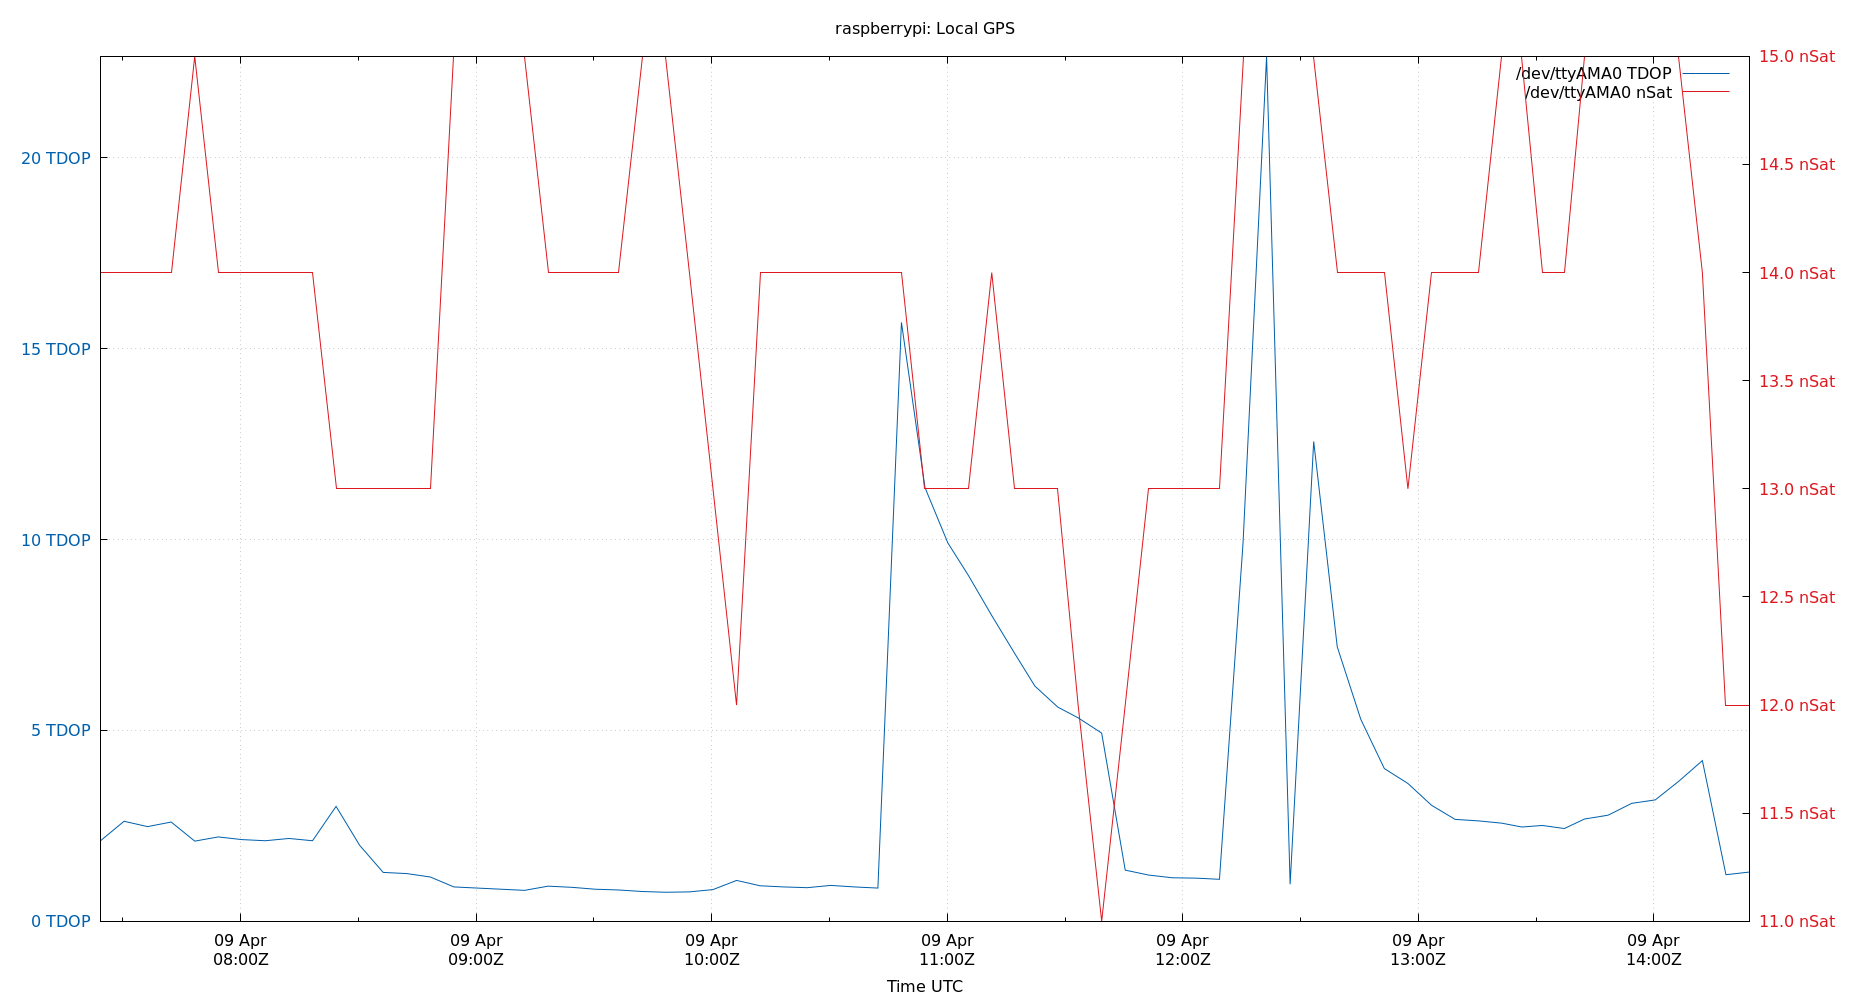 raspberrypi: Local GPS
/dev/ttyAMA0 TDOP
/dev/ttyAMA0 nSat
20 TDOP
15 TDOP
10 TDOP
5 TDOP
0 TDOP
15.0 nSat
14.5 nSat
14.0 nSat
13.5 nSat
13.0 nSat
12.5 nSat
12.0 nSat
11.5 nSat
11.0 nSat
09 Apr
08:00Z
09 Apr
09:00Z
09 Apr
10:00Z
09 Apr
11:00Z
09 Apr
12:00Z
09 Apr
13:00Z
09 Apr
14:00Z
Time UTC